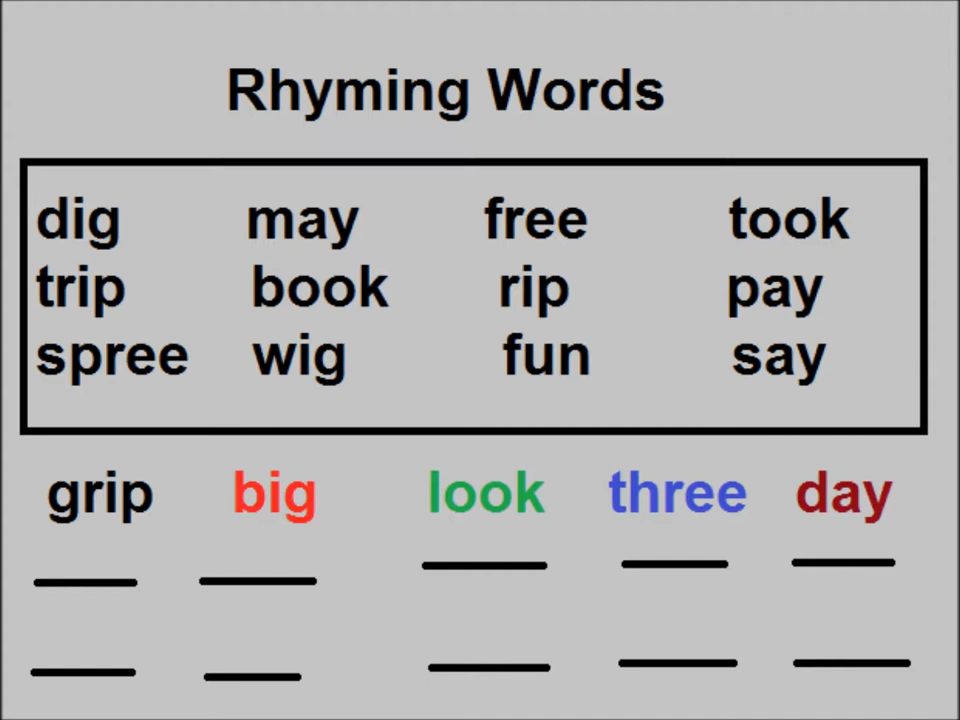 Rhyming Words
dig may free took
trip book rip pay
spree wig fun say
grip big look three day